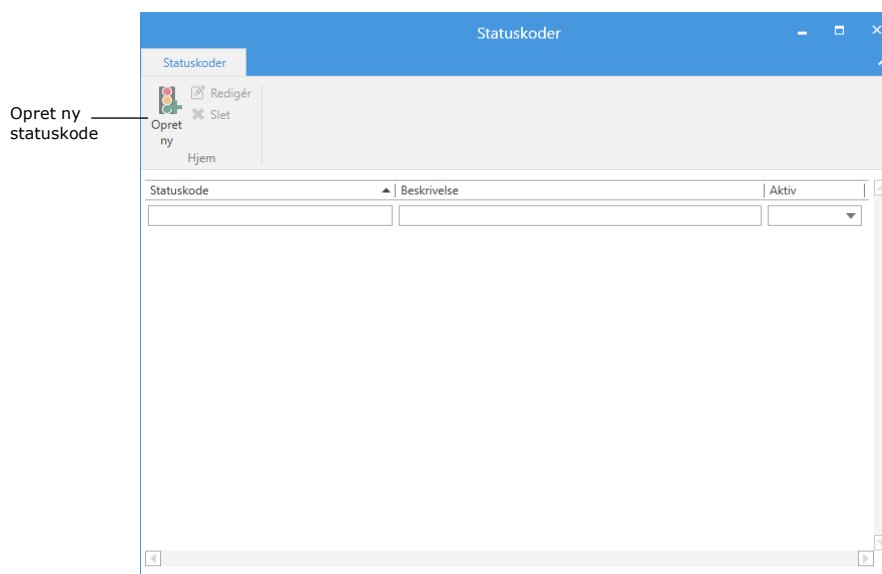 Statuskoder
Statuskoder
Redigér
Slet
Opret
ny
Hjem
Opret ny
statuskode
Statuskode
Beskrivelse
Aktiv